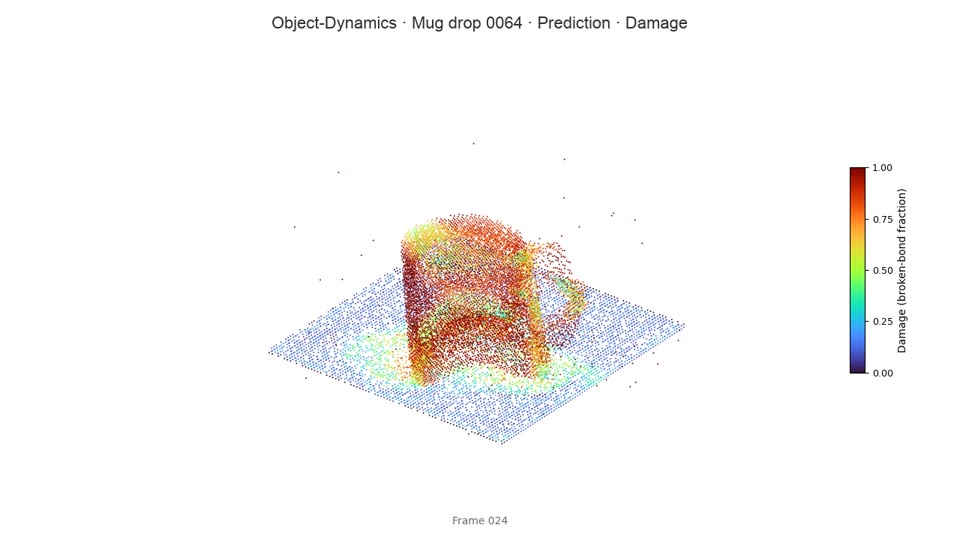 Object-Dynamics · Mug drop 0064 · Prediction · Damage
1.00
0.75
0.50
0.25
0.00
Damage (broken-bond fraction)
Frame 024